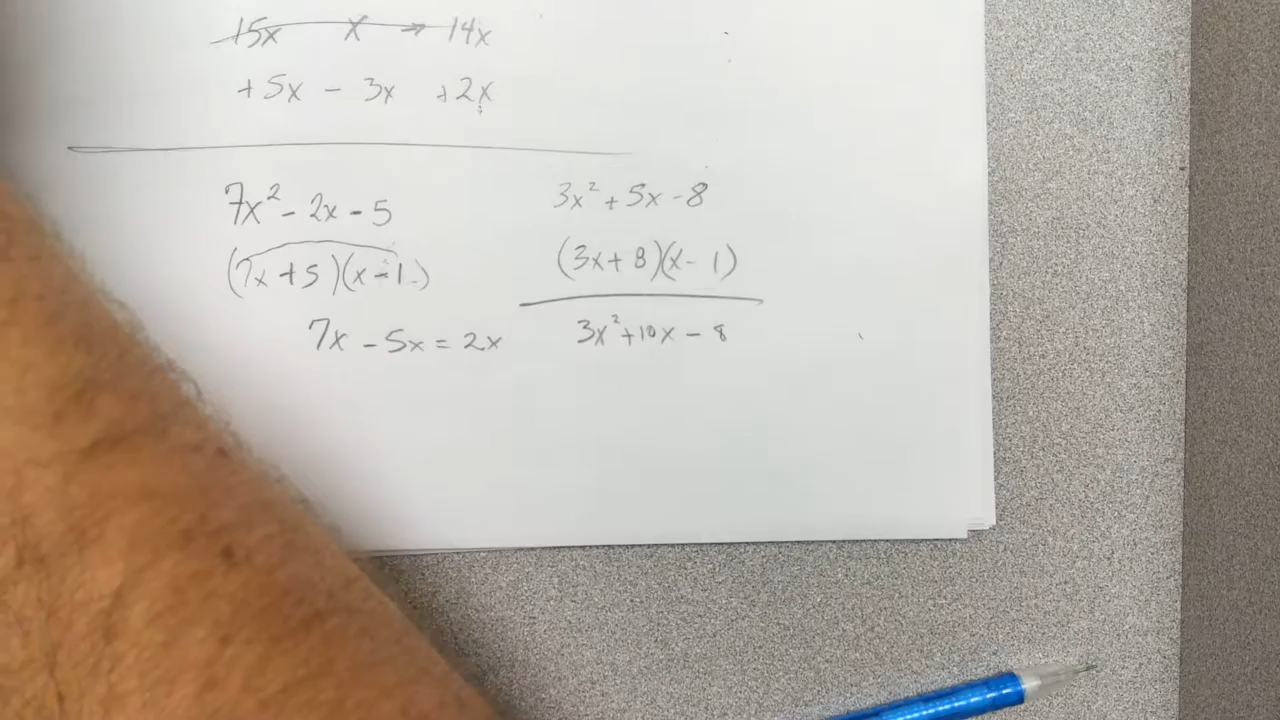 15x x → 14x
+5x - 3x +2x
7x² - 2x - 5
(7x + 5)(x - 1)
7x - 5x = 2x
3x² + 5x - 8
(3x + 8)(x - 1)
3x² + 10x - 8